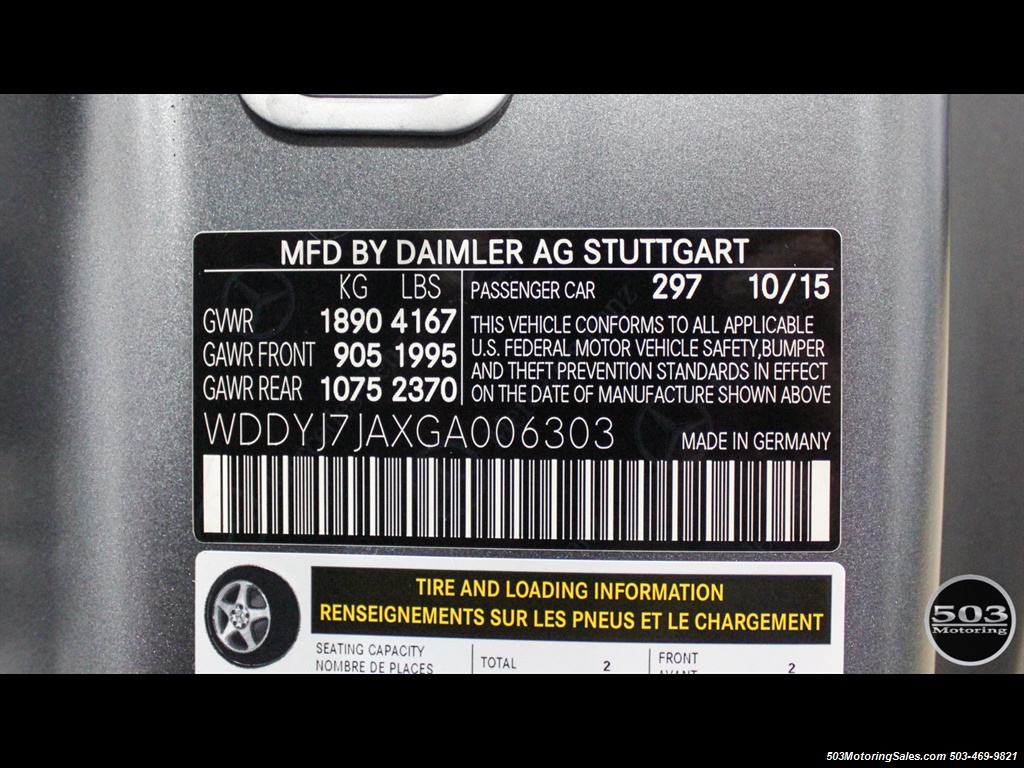 MFD BY DAIMLER AG STUTTGART
KG LBS
GVWR 1890 4167
GAWR FRONT 905 1995
GAWR REAR 1075 2370
PASSENGER CAR 297 10/15
THIS VEHICLE CONFORMS TO ALL APPLICABLE
U.S. FEDERAL MOTOR VEHICLE SAFETY,BUMPER
AND THEFT PREVENTION STANDARDS IN EFFECT
ON THE DATE OF MANUFACTURE SHOWN ABOVE
WDDYJ7JAXGA006303 MADE IN GERMANY
TIRE AND LOADING INFORMATION
RENSEIGNEMENTS SUR LES PNEUS ET LE CHARGEMENT
SEATING CAPACITY
NOMBRE DE PLACES
TOTAL 2
FRONT
AVANT 2
503
Motoring
503MotoringSales.com 503-469-9821